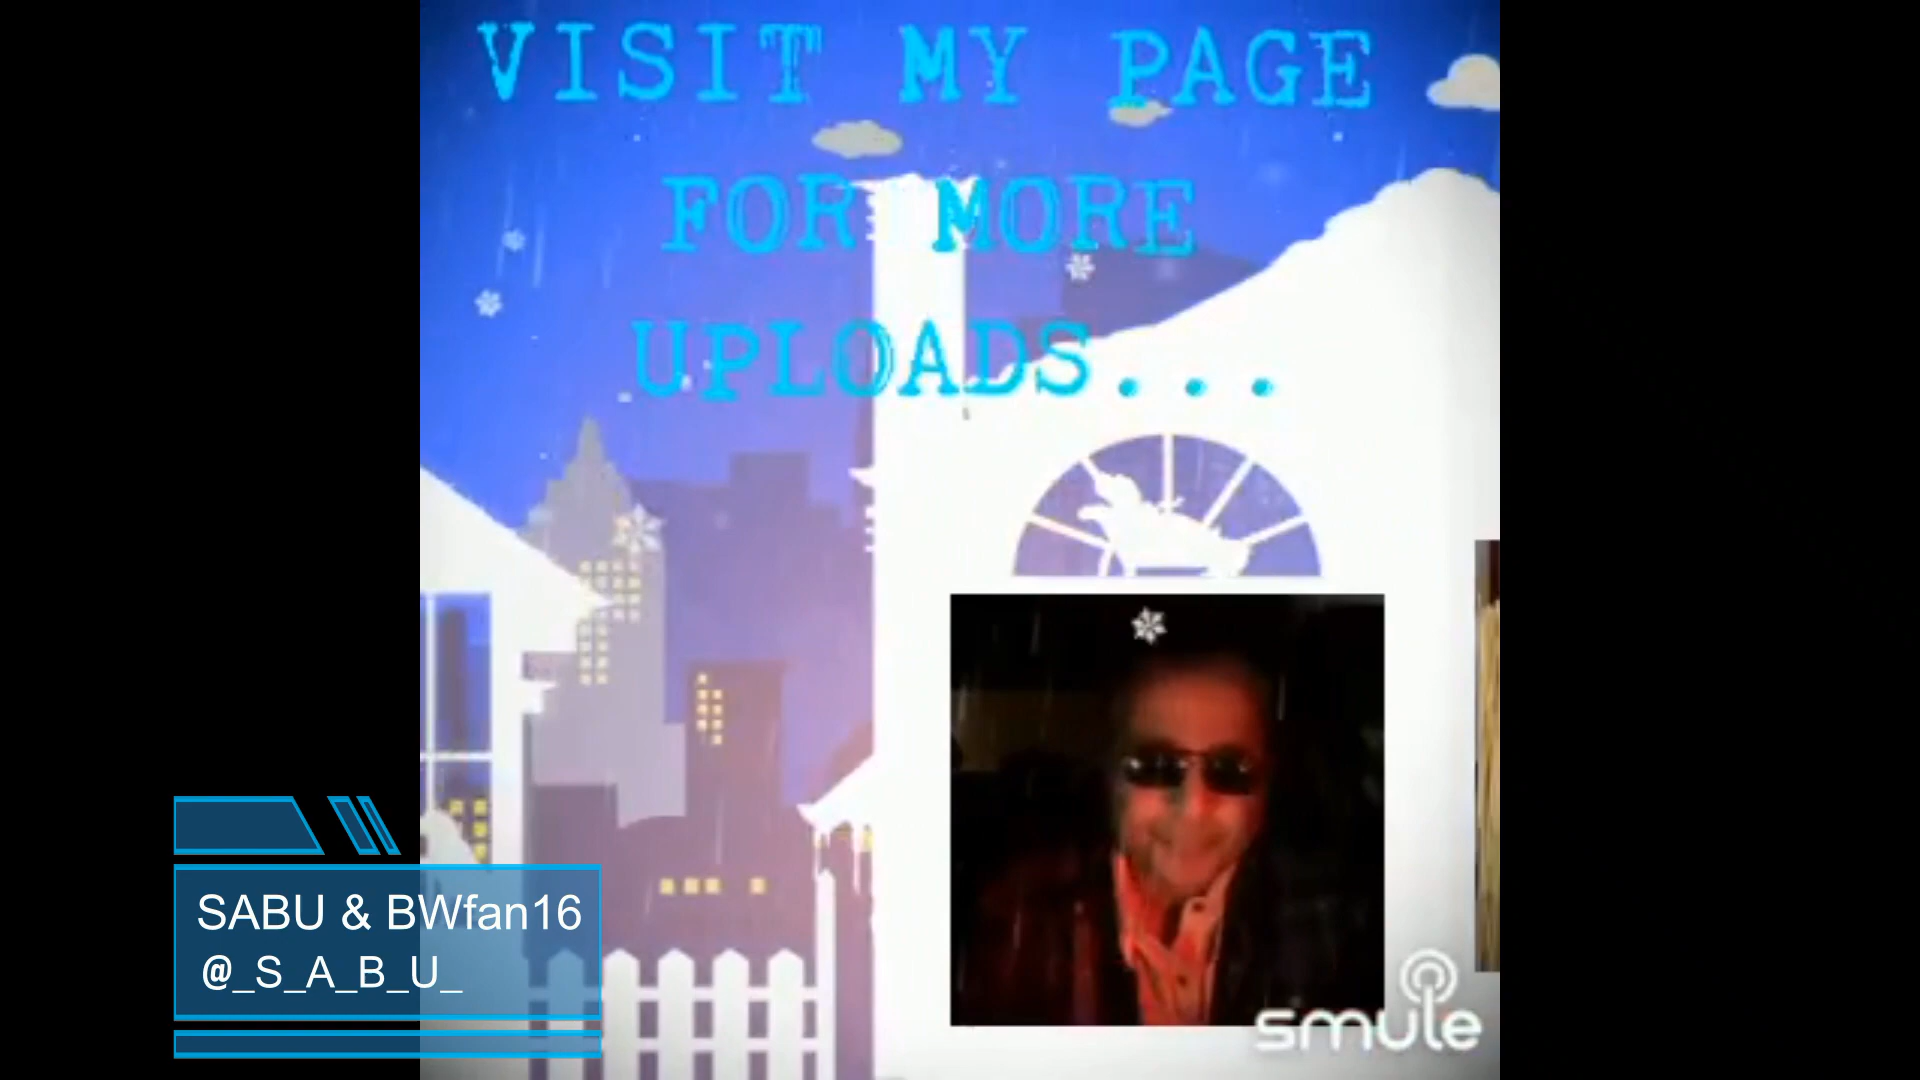 VISIT MY PAGE
FOR MORE
UPLOADS...
SABU & BWfan16
@_S_A_B_U_
smule